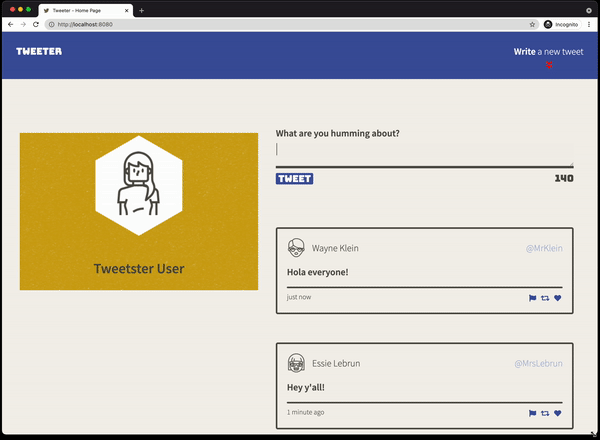 Tweeter - Home Page
Incognito
http://localhost:8080
TWEETER
Write a new tweet
What are you humming about?
TWEET
140
Tweetster User
Wayne Klein
@MrKlein
Hola everyone!
just now
Essie Lebrun
@MrsLebrun
Hey y'all!
1 minute ago